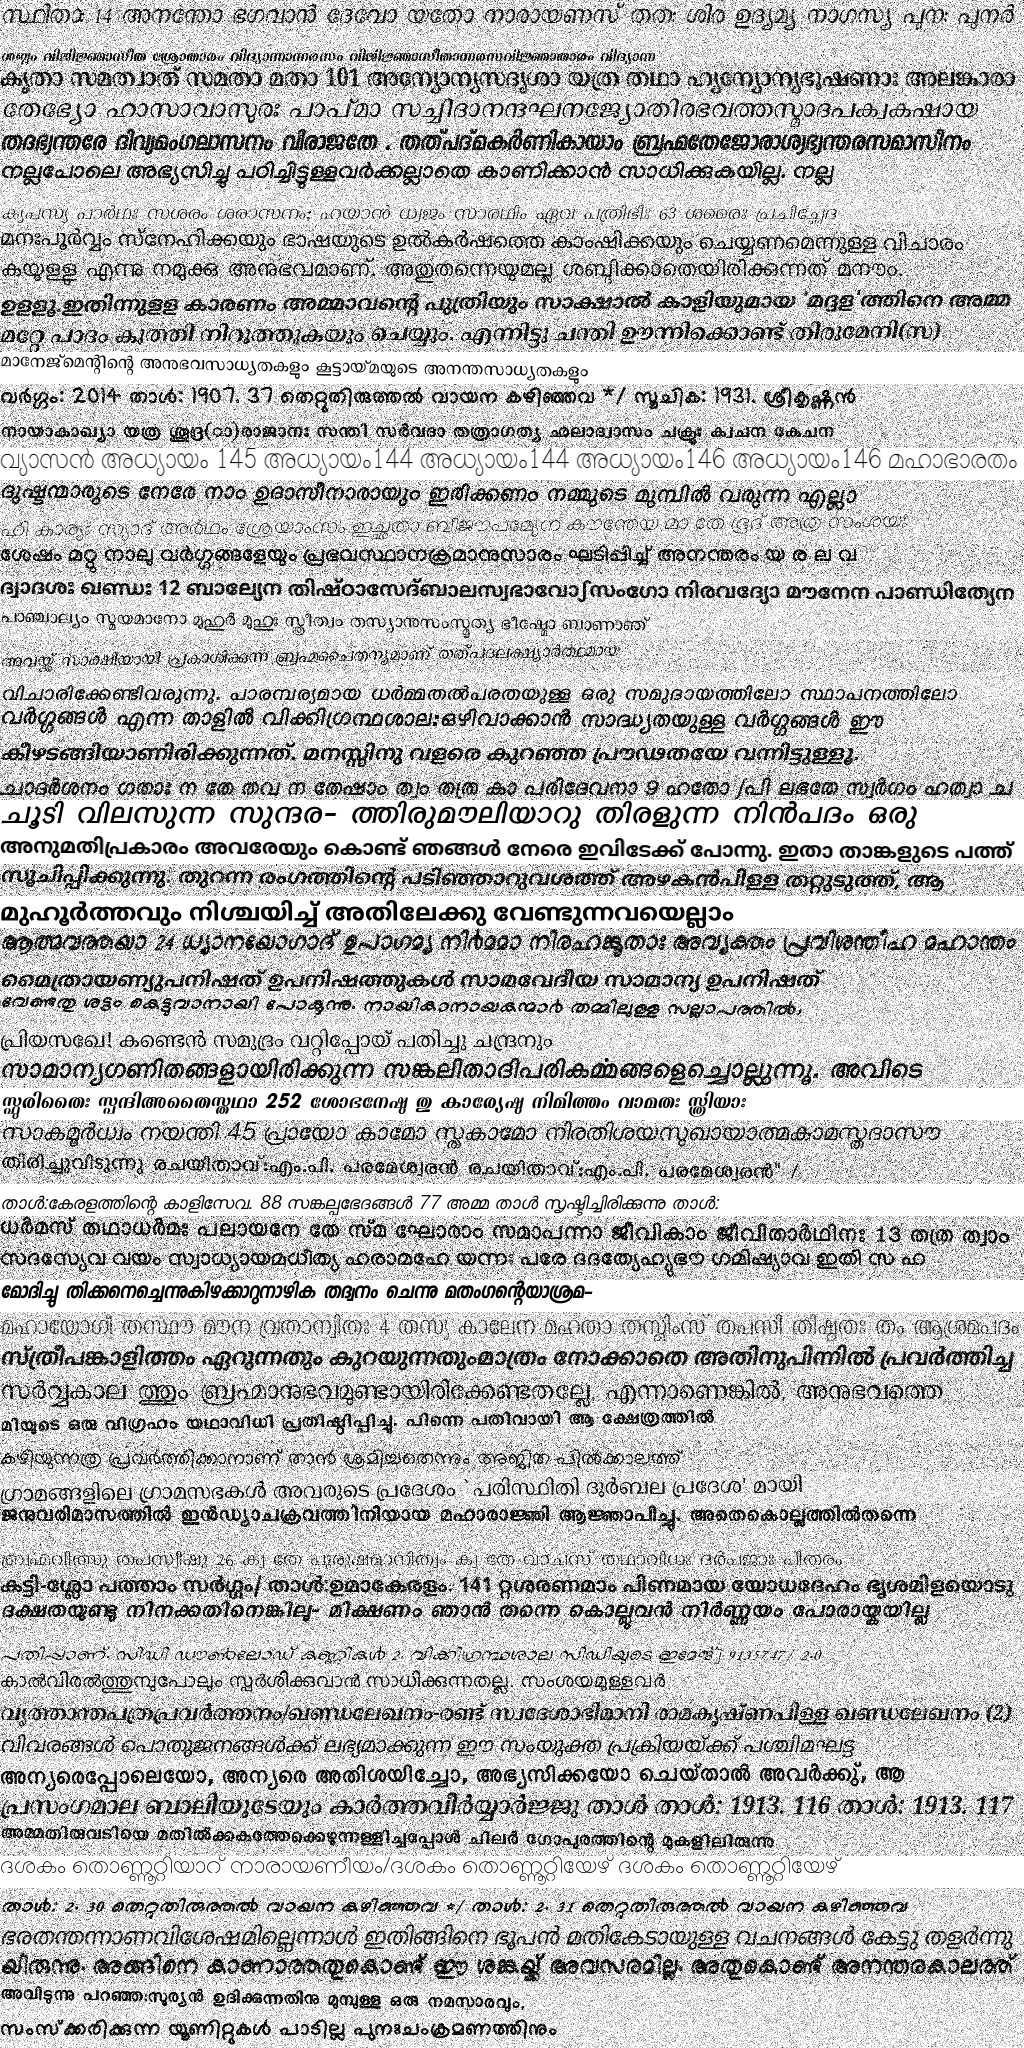 സ്ഥിതാഃ 14 അനന്തോ ഭഗവാൻ ദേവോ യതോ നാരായണസ് തതഃ ശിര ഉദ്യമ്യ നാഗസ്യ പുനഃ പുനർ
ശബ്ദം വിജിജ്ഞാസീത ശ്രോതാരം വിദ്യാന്നാന്നരസം വിജിജ്ഞാസീതാന്നരസവിജ്ഞാതാരം വിദ്യാന്ന
കൃതാ സമത്വാത് സമതാ മതാ 101 അന്യോന്യസദൃശാ യത്ര തഥാ ഹ്യന്യോന്യഭൂഷണാഃ അലങ്കാരാ
തേഭ്യോ ഹാസാവാസുരഃ പാപ്മാ സച്ചിദാനന്ദഘനജ്യോതിരഭവത്തസ്മാദപക്വകഷായ
തദഭ്യന്തരേ ദിവ്യമംഗലാസനം വിരാജതേ . തത്പദ്മകർണികായാം ബ്രഹ്മതേജോരാശ്യഭ്യന്തരസമാസീനം
നല്ലപോലെ അഭ്യസിച്ചു പഠിച്ചിട്ടുള്ളവർക്കല്ലാതെ കാണിക്കാൻ സാധിക്കുകയില്ല. നല്ല
കൃപസ്യ പാർഥഃ സശരം ശരാസനം; ഹയാൻ ധ്വജം സാരഥിം ഏവ പത്രിഭിഃ 63 ശരൈഃ പ്രചിച്ഛേദ
മനഃപൂർവ്വം സ്നേഹിക്കയും ഭാഷയുടെ ഉൽകർഷത്തെ കാംഷിക്കയും ചെയ്യണമെന്നുള്ള വിചാരം
കയുള്ളു എന്നു നമുക്കു അനുഭവമാണ്. അതുതന്നെയുമല്ല ശബ്ദിക്കാതെയിരിക്കുന്നത് മൗനം.
ഉളളൂ.ഇതിന്നുളള കാരണം അമ്മാവന്റെ പുത്രിയും സാക്ഷാൽ കാളിയുമായ 'മദ്ദള'ത്തിനെ അമ്മ
മറ്റേ പാദം കുത്തി നിറുത്തുകയും ചെയ്യും. എന്നിട്ടു ചന്തി ഊന്നിക്കൊണ്ട് തിരുമേനി(സ)
മാനേജ്മെന്റിന്റെ അനുഭവസാധ്യതകളും കൂട്ടായ്മയുടെ അനന്തസാധ്യതകളും
വർഗ്ഗം: 2014 താൾ: 1907. 37 തെറ്റുതിരുത്തൽ വായന കഴിഞ്ഞവ */ സൂചിക: 1931. ശ്രീകൃഷ്ണൻ
നായാകാഖ്യാ യത്ര ശൂദ്ര(ാ)രാജാനഃ സന്തി സർവദാ തത്രാഗത്യ ഛലാദ്വാസം ചക്രുഃ ക്വചന കേചന
വ്യാസൻ അധ്യായം 145 അധ്യായം144 അധ്യായം144 അധ്യായം146 അധ്യായം146 മഹാഭാരതം
ദുഷ്ടന്മാരുടെ നേരേ നാം ഉദാസീനാരായും ഇരിക്കണം നമ്മുടെ മുമ്പിൽ വരുന്ന എല്ലാ
ഹി കാര്യഃ സ്യാദ് അർഥം ശ്രേയാംസം ഇച്ഛതാ ബീജൗപമ്യേന കൗന്തേയ മാ തേ ഭൂദ് അത്ര സംശയഃ
ശേഷം മറ്റു നാലു വർഗ്ഗങ്ങളേയും പ്രഭവസ്ഥാനക്രമാനുസാരം ഘടിപ്പിച്ച് അനന്തരം യ ര ല വ
ദ്വാദശഃ ഖണ്ഡഃ 12 ബാല്യേന തിഷ്ഠാസേദ്ബാലസ്വഭാവോഽസംഗോ നിരവദ്യോ മൗനേന പാണ്ഡിത്യേന
പാഞ്ചാല്യം സ്മയമാനോ മുഹുർ മുഹുഃ സ്ത്രീത്വം തസ്യാനുസംസ്മൃത്യ ഭീഷ്മോ ബാണാഞ്
അവയ്ക്കു് സാക്ഷിയായി പ്രകാശിക്കുന്ന ബ്രഹ്മചൈതന്യമാണ് തത്പദലക്ഷ്യാർത്ഥമായ
വിചാരിക്കേണ്ടിവരുന്നു. പാരമ്പര്യമായ ധർമ്മതൽപരതയുള്ള ഒരു സമുദായത്തിലോ സ്ഥാപനത്തിലോ
വർഗ്ഗങ്ങൾ എന്ന താളിൽ വിക്കിഗ്രന്ഥശാല:ഒഴിവാക്കാൻ സാദ്ധ്യതയുള്ള വർഗ്ഗങ്ങൾ ഈ
കീഴടങ്ങിയാണിരിക്കുന്നത്. മനസ്സിനു വളരെ കുറഞ്ഞ പ്രൗഢതയേ വന്നിട്ടുള്ളൂ.
ചാദർശനം ഗതാഃ ന തേ തവ ന തേഷാം ത്വം തത്ര കാ പരിദേവനാ 9 ഹതോ ഽപി ലഭതേ സ്വർഗം ഹത്വാ ച
ചൂടി വിലസുന്ന സുന്ദര- ത്തിരുമൗലിയാറു തിരളുന്ന നിൻപദം ഒരു
അനുമതിപ്രകാരം അവരേയും കൊണ്ട് ഞങ്ങൾ നേരെ ഇവിടേക്ക് പോന്നു. ഇതാ താങ്കളുടെ പത്ത്
സൂചിപ്പിക്കുന്നു. തുറന്ന രംഗത്തിന്റെ പടിഞ്ഞാറുവശത്ത് അഴകൻപിള്ള തറ്റുടുത്ത്, ആ
മുഹൂർത്തവും നിശ്ചയിച്ച് അതിലേക്കു വേണ്ടുന്നവയെല്ലാം
ആത്മവത്തയാ 24 ധ്യാനയോഗാദ് ഉപാഗമ്യ നിർമമാ നിരഹങ്കൃതാഃ അവ്യക്തം പ്രവിശന്തീഹ മഹാന്തം
മൈത്രായണ്യുപനിഷത് ഉപനിഷത്തുകൾ സാമവേദീയ സാമാന്യ ഉപനിഷത്
വേണ്ടതു ശട്ടം കെട്ടുവാനായി പോകുന്നു. നായികാനായകന്മാർ തമ്മിലുള്ള സല്ലാപത്തിൽ,
പ്രിയസഖേ! കണ്ടെൻ സമുദ്രം വറ്റിപ്പോയ് പതിച്ചു ചന്ദ്രനും
സാമാന്യഗണിതങ്ങളായിരിക്കുന്ന സങ്കലിതാദിപരികൎമ്മങ്ങളെച്ചൊല്ലുന്നൂ. അവിടെ
സ്ഫുരിതൈഃ സ്പന്ദിഅതൈസ്തഥാ 252 ശോഭനേഷു തു കാര്യേഷു നിമിത്തം വാമതഃ സ്ത്രിയാഃ
സാകമൂർധ്വം നയന്തി 45 പ്രായോ കാമോ സ്തകാമോ നിരതിശയസുഖായാത്മകാമസ്തദാസൗ
തിരിച്ചുവിടുന്നു രചയിതാവ്:എം.പി. പരമേശ്വരൻ രചയിതാവ്:എം.പി. പരമേശ്വരൻ" /
താൾ:കേരളത്തിന്റെ കാളിസേവ. 88 സങ്കല്പഭേദങ്ങൾ 77 അമ്മ താൾ സൃഷ്ടിച്ചിരിക്കുന്നു താൾ:
ധർമസ് തഥാധർമഃ പലായനേ തേ സ്മ ഘോരാം സമാപന്നാ ജീവികാം ജീവിതാർഥിനഃ 13 തത്ര ത്വാം
സദസ്യേവ വയം സ്വാധ്യായമധീത്യ ഹരാമഹേ യന്നഃ പരേ ദദത്യേഹ്യുഭൗ ഗമിഷ്യാവ ഇതി സ ഹ
മോദിച്ചു തിക്കനെച്ചെന്നുകിഴക്കാറുനാഴിക തദ്വനം ചെന്നു മതംഗന്റെയാശ്രമ-
മഹായോഗീ തസ്ഥൗ മൗന വ്രതാന്വിതഃ 4 തസ്യ കാലേന മഹതാ തസ്മിംസ് തപസി തിഷ്ഠതഃ തം ആശ്രമപദം
സ്ത്രീപങ്കാളിത്തം ഏറുന്നതും കുറയുന്നതുംമാത്രം നോക്കാതെ അതിനുപിന്നിൽ പ്രവർത്തിച്ച
സർവ്വകാല ത്തും ബ്രഹ്മാനുഭവമുണ്ടായിരിക്കേണ്ടതല്ലേ. എന്നാണെങ്കിൽ, അനുഭവത്തെ
മിയുടെ ഒരു വിഗ്രഹം യഥാവിധി പ്രതിഷ്ഠിപ്പിച്ചു. പിന്നെ പതിവായി ആ ക്ഷേത്രത്തിൽ
കഴിയുന്നത്ര പ്രവർത്തിക്കാനാണ് താൻ ശ്രമിയ്ക്കുന്നതെന്നും അജിത പിൽക്കാലത്ത്
ഗ്രാമങ്ങളിലെ ഗ്രാമസഭകൾ അവരുടെ പ്രദേശം `പരിസ്ഥിതി ദുർബല പ്രദേശ' മായി
ജനുവരിമാസത്തിൽ ഇൻഡ്യാചക്രവത്തിനിയായ മഹാരാജ്ഞി ആജ്ഞാപിച്ചു. അതെകൊല്ലത്തിൽതന്നെ
ബ്രഹ്മവിത്സു തപസ്വിഷു 26 ക്വ തേ പുരുഷമാനിത്വം ക്വ തേ വാചസ് തഥാവിധാഃ ദർപജാഃ പിതരം
കട്ടി-ശ്ലോ പത്താം സർഗ്ഗം/ താൾ:ഉമാകേരളം. 141 റ്റശരണമാം പിണമായ യോധദേഹം ഭൃശമിളയൊടു
ദക്ഷതയുണ്ടു നിനക്കതിനെങ്കിലു- മിക്ഷണം ഞാൻ തന്നെ കൊല്ലുവൻ നിർണ്ണയം പോരായ്കയില്ല
പതിപ്പാണ്. സിഡി ഡൗൺലോഡ് കണ്ണികൾ 2. വിക്കിഗ്രന്ഥശാല സിഡിയുടെ ഇമേജ്
കാൽവിരൽത്തുമ്പുപോലും സ്പർശിക്കുവാൻ സാധിക്കുന്നതല്ല. സംശയമുള്ളവർ
വൃത്താന്തപത്രപ്രവർത്തനം/ഖണ്ഡലേഖനം-രണ്ട് സ്വദേശാഭിമാനി രാമകൃഷ്ണപിള്ള ഖണ്ഡലേഖനം (2)
വിവരങ്ങൾ പൊതുജനങ്ങൾക്ക് ലഭ്യമാക്കുന്ന ഈ സംയുക്ത പ്രക്രിയയ്ക്ക് പശ്ചിമഘട്ട
അന്യരെപ്പോലെയോ, അന്യരെ അതിശയിച്ചോ, അഭ്യസിക്കയോ ചെയ്താൽ അവർക്കു്, ആ
പ്രസംഗമാല ബാലിയുടേയും കാർത്തവീർയ്യാർജ്ജു താൾ താൾ: 1913. 116 താൾ: 1913. 117
അമ്മതിരുവടിയെ മതിൽക്കകത്തേക്കെഴുന്നള്ളിച്ചപ്പോൾ ചിലർ ഗോപുരത്തിന്റെ മുകളിലിരുന്നു
ദശകം തൊണ്ണൂറ്റിയാറ് നാരായണീയം/ദശകം തൊണ്ണൂറ്റിയേഴ് ദശകം തൊണ്ണൂറ്റിയേഴ്
താൾ: 2. 30 തെറ്റുതിരുത്തൽ വായന കഴിഞ്ഞവ */ താൾ: 2. 31 തെറ്റുതിരുത്തൽ വായന കഴിഞ്ഞവ
ഭരതന്തന്നാണവിശേഷമില്ലെന്നാൾ ഇതിങ്ങിനെ ഭൂപൻ മതികേടായുള്ള വചനങ്ങൾ കേട്ടു തളർന്നു
യിരുന്നു. അങ്ങിനെ കാണാത്തതുകൊണ്ട് ഈ ശങ്കയ്ക്ക് അവസരമില്ല. അതുകൊണ്ട് അനന്തരകാലത്ത്
അവിടുന്നു പറഞ്ഞ:സൂര്യൻ ഉദിക്കുന്നതിനു മുമ്പുള്ള ഒരു നമസാരവും,
സംസ്ക്കരിക്കുന്ന യൂണിറ്റുകൾ പാടില്ല പുനഃചംക്രമണത്തിനും